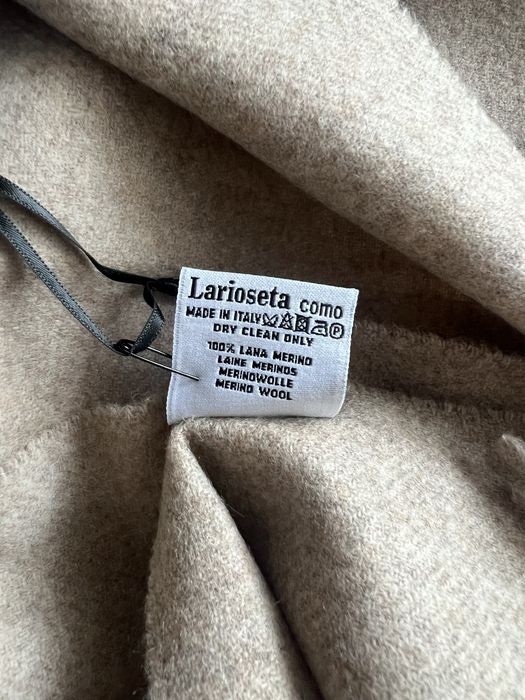 Larioseta como
MADE IN ITALY P
DRY CLEAN ONLY
100% LANA MERINO
LAINE MERINOS
MERINOWOLLE
MERINO WOOL